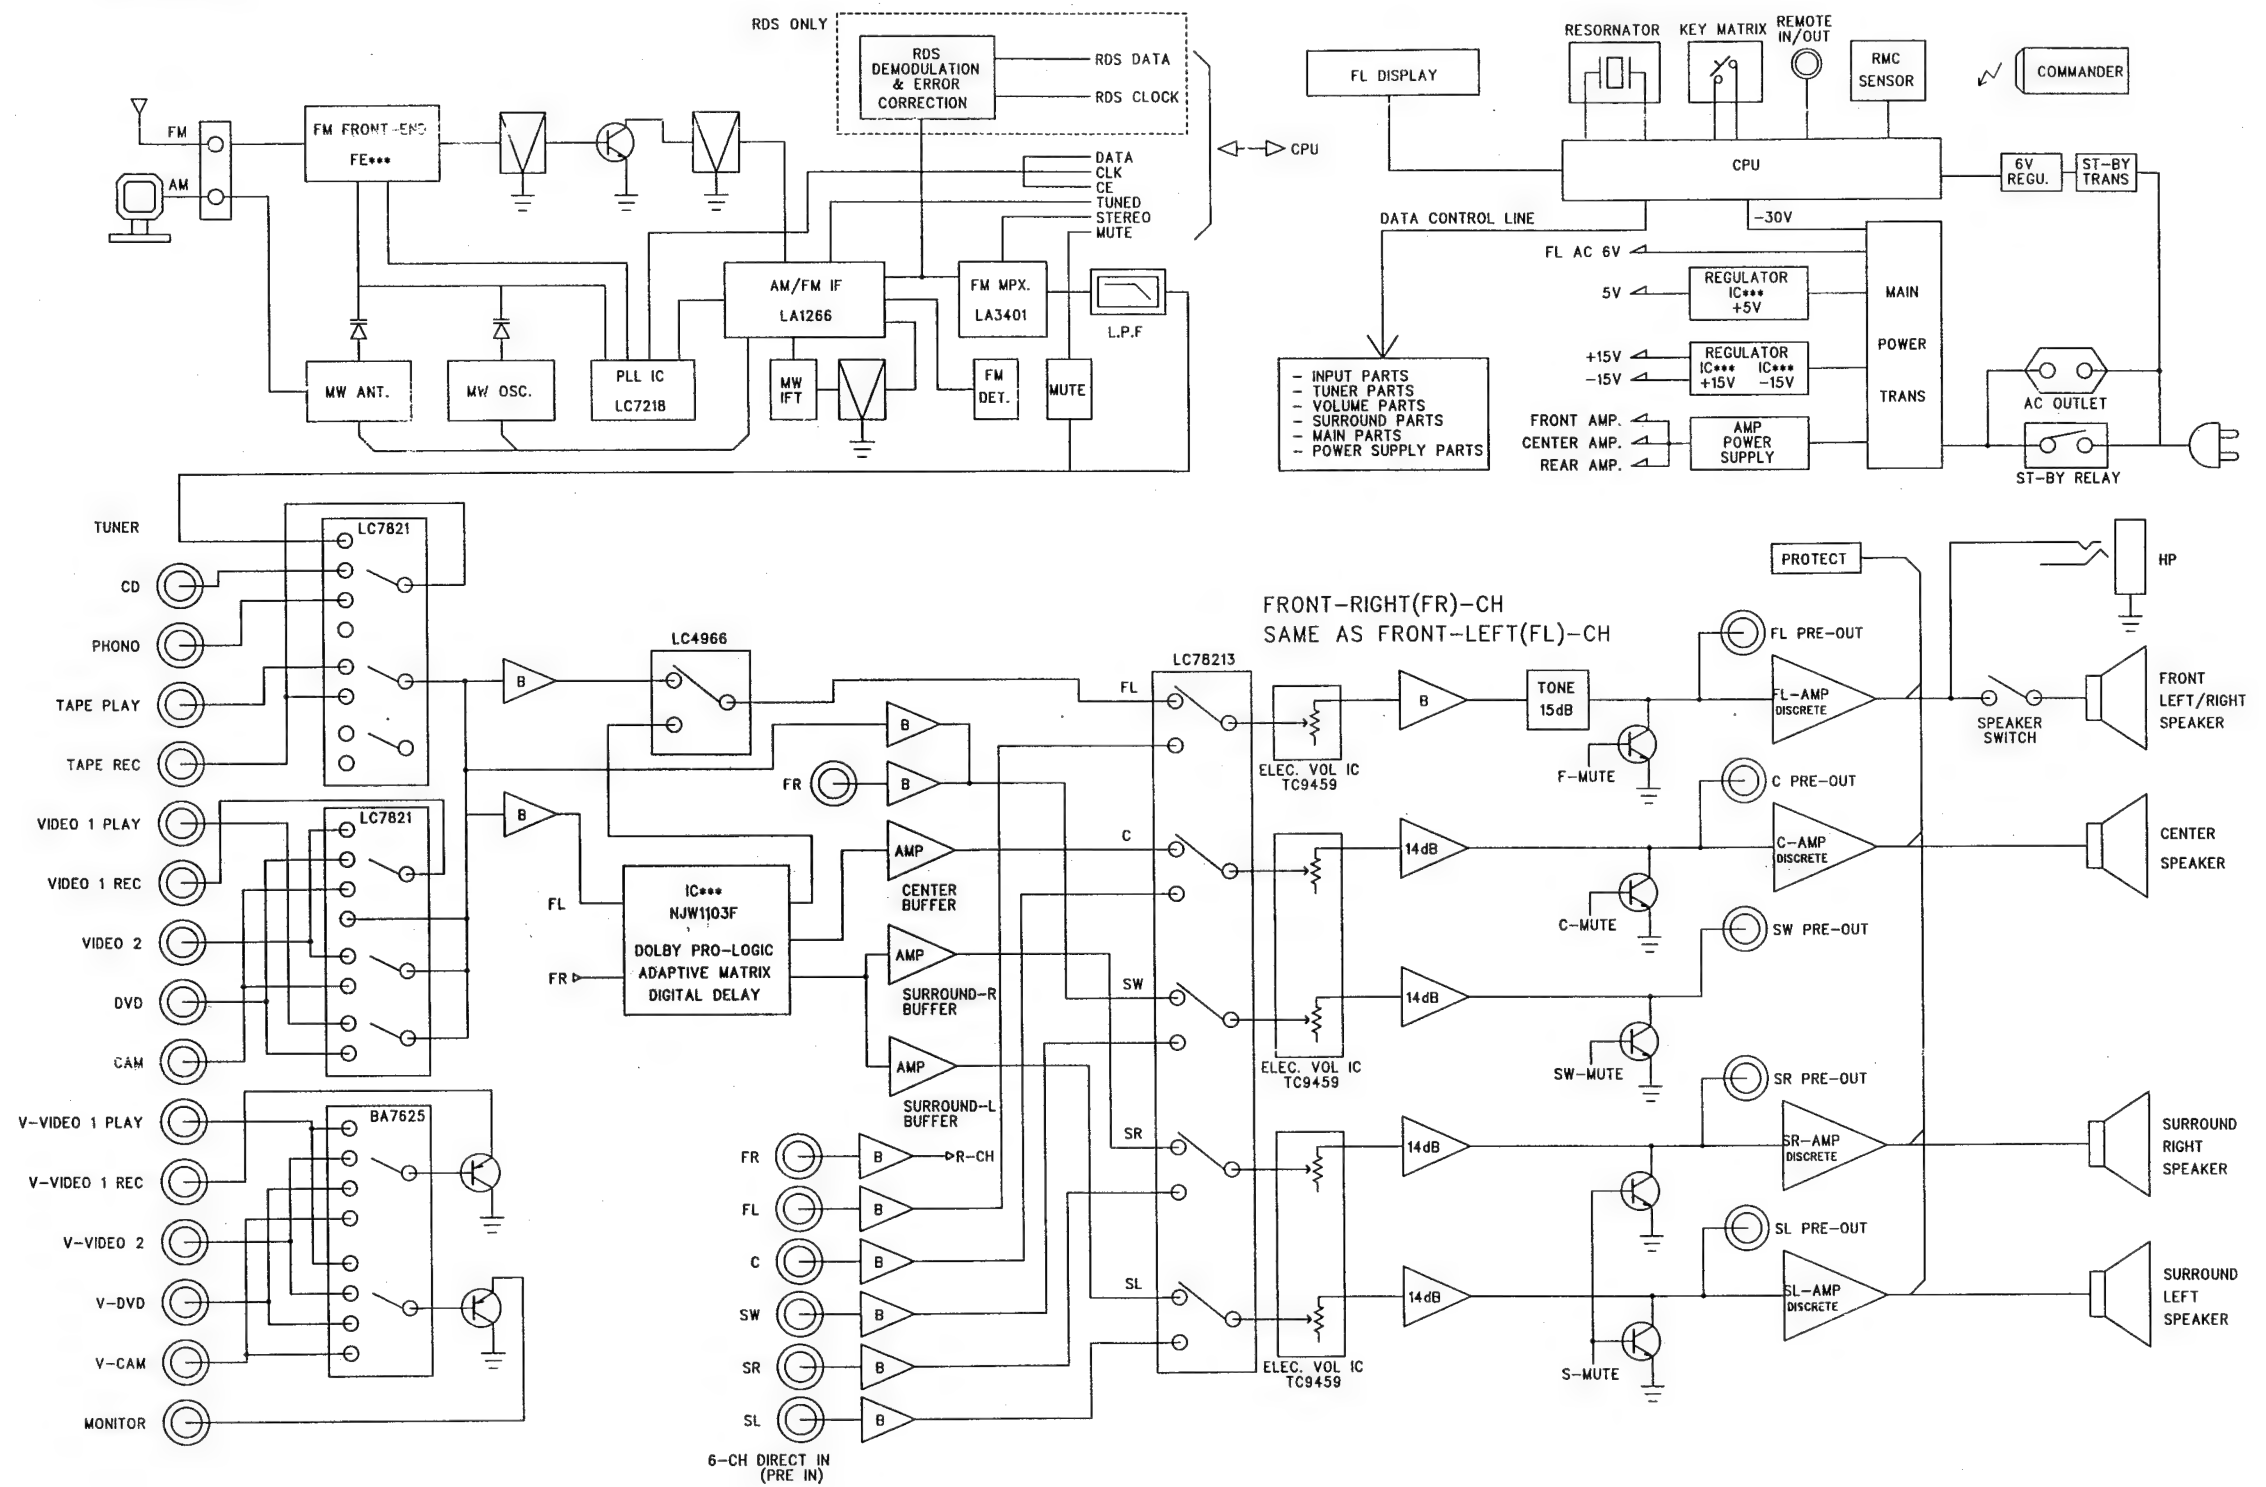 RDS ONLY
RDS
DEMODULATION
& ERROR
CORRECTION
RDS DATA
RDS CLOCK
FM
AM
FM FRONT-END
FE***
DATA
CLK
CE
TUNED
STEREO
MUTE
CPU
AM/FM IF
LA1266
FM MPX.
LA3401
L.P.F
MW ANT.
MW OSC.
PLL IC
LC7218
MW
IFT
FM
DET.
MUTE
FL DISPLAY
RESORNATOR
KEY MATRIX
REMOTE
IN/OUT
RMC
SENSOR
COMMANDER
CPU
6V
REGU.
ST-BY
TRANS
DATA CONTROL LINE
-30V
FL AC 6V
5V
REGULATOR
IC***
+5V
+15V
-15V
REGULATOR
IC*** IC***
+15V -15V
FRONT AMP.
CENTER AMP.
REAR AMP.
AMP
POWER
SUPPLY
MAIN
POWER
TRANS
AC OUTLET
ST-BY RELAY
- INPUT PARTS
- TUNER PARTS
- VOLUME PARTS
- SURROUND PARTS
- MAIN PARTS
- POWER SUPPLY PARTS
TUNER
CD
PHONO
TAPE PLAY
TAPE REC
VIDEO 1 PLAY
VIDEO 1 REC
VIDEO 2
DVD
CAM
V-VIDEO 1 PLAY
V-VIDEO 1 REC
V-VIDEO 2
V-DVD
V-CAM
MONITOR
LC7821
LC7821
BA7625
B
B
LC4966
FL
FR
IC***
NJW1103F
DOLBY PRO-LOGIC
ADAPTIVE MATRIX
DIGITAL DELAY
B
FR
B
AMP
CENTER
BUFFER
AMP
SURROUND-R
BUFFER
AMP
SURROUND-L
BUFFER
FR
B
R-CH
FL
B
C
B
SW
B
SR
B
SL
B
6-CH DIRECT IN
(PRE IN)
LC78213
FL
C
SW
SR
SL
FRONT-RIGHT(FR)-CH
SAME AS FRONT-LEFT(FL)-CH
ELEC. VOL IC
TC9459
ELEC. VOL IC
TC9459
ELEC. VOL IC
TC9459
B
TONE
15dB
14dB
14dB
14dB
14dB
F-MUTE
C-MUTE
SW-MUTE
S-MUTE
PROTECT
FL PRE-OUT
FL-AMP
DISCRETE
C PRE-OUT
C-AMP
DISCRETE
SW PRE-OUT
SR PRE-OUT
SR-AMP
DISCRETE
SL PRE-OUT
SL-AMP
DISCRETE
HP
SPEAKER
SWITCH
FRONT
LEFT/RIGHT
SPEAKER
CENTER
SPEAKER
SURROUND
RIGHT
SPEAKER
SURROUND
LEFT
SPEAKER